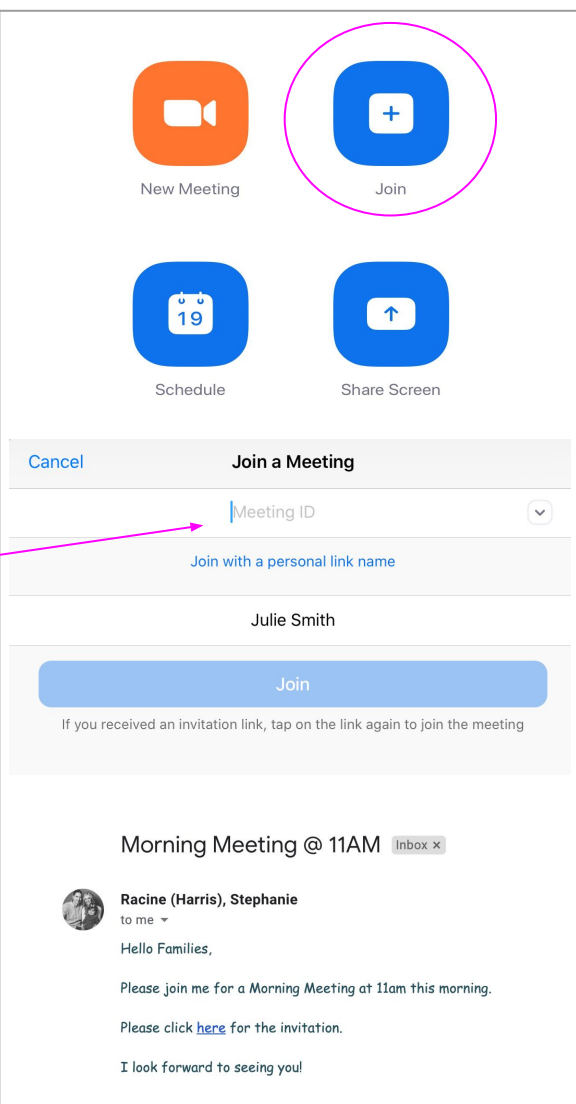 New Meeting
Join
19
Schedule
Share Screen
Cancel
Join a Meeting
Meeting ID
Join with a personal link name
Julie Smith
Join
If you received an invitation link, tap on the link again to join the meeting
Morning Meeting @ 11AM Inbox ×
Racine (Harris), Stephanie
to me
Hello Families,
Please join me for a Morning Meeting at 11am this morning.
Please click here for the invitation.
I look forward to seeing you!